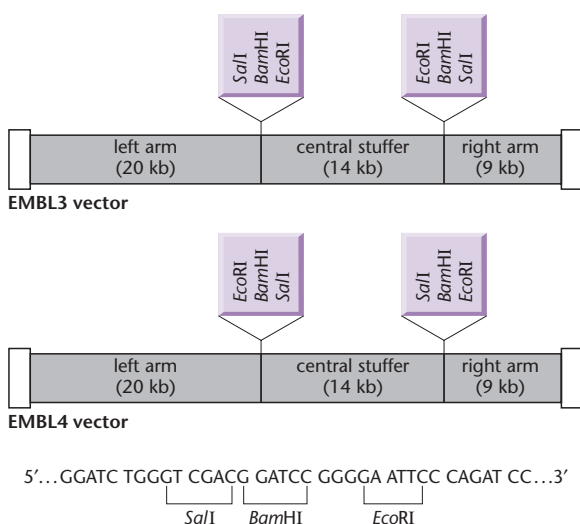 SalI
BamHI
EcoRI
EcoRI
BamHI
SalI
left arm
(20 kb)
central stuffer
(14 kb)
right arm
(9 kb)
EMBL3 vector
EcoRI
BamHI
SalI
SalI
BamHI
EcoRI
left arm
(20 kb)
central stuffer
(14 kb)
right arm
(9 kb)
EMBL4 vector
5′…GGATC TGGGT CGACG GATCC GGGGA ATTCC CAGAT CC…3′
SalI BamHI EcoRI